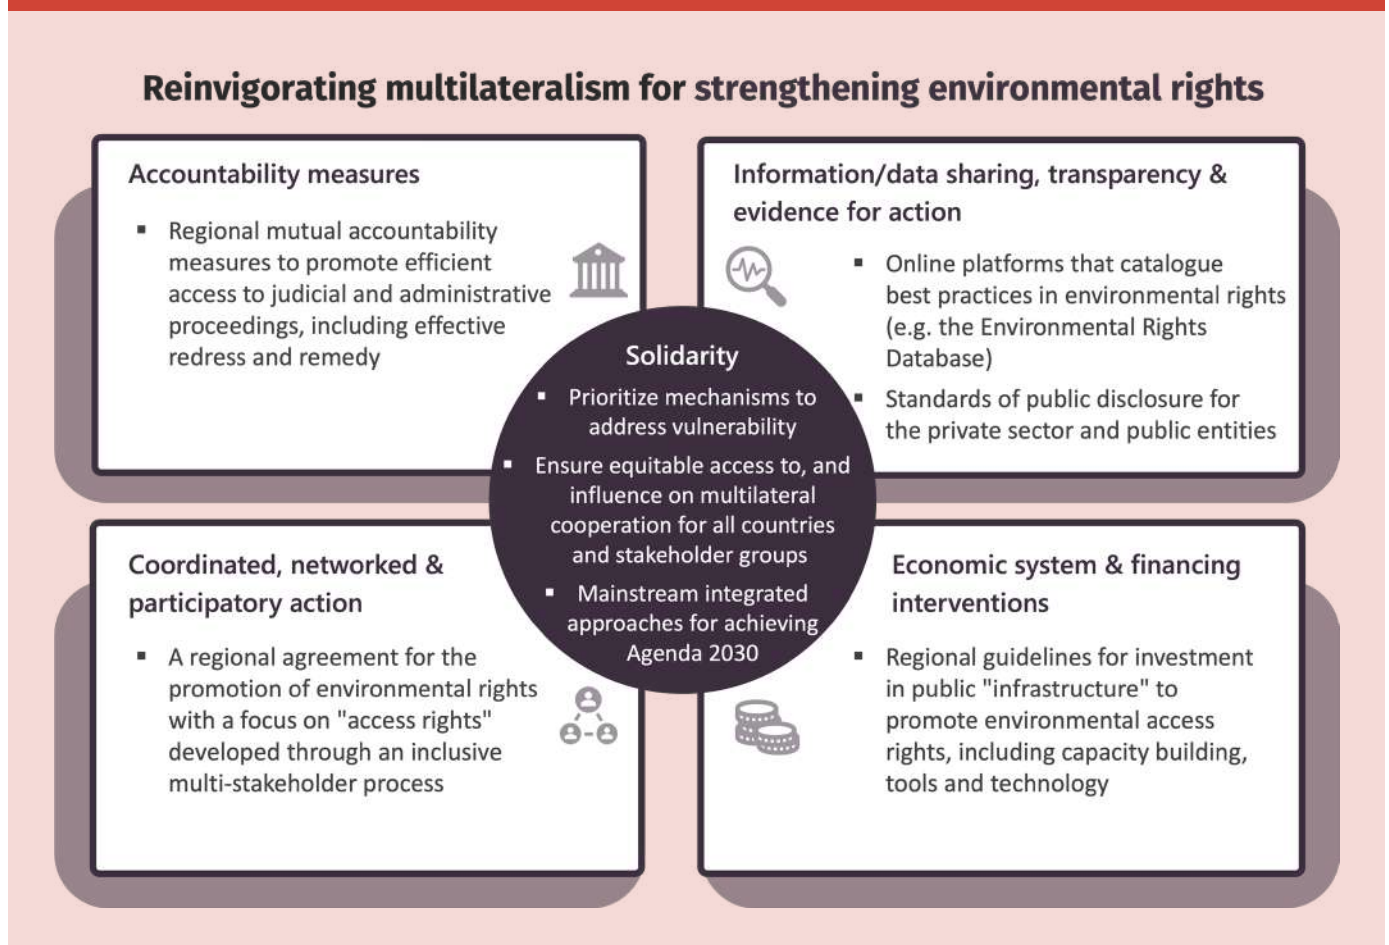 Reinvigorating multilateralism for strengthening environmental rights
Accountability measures
▪ Regional mutual accountability
measures to promote efficient
access to judicial and administrative
proceedings, including effective
redress and remedy
Information/data sharing, transparency &
evidence for action
▪ Online platforms that catalogue
best practices in environmental rights
(e.g. the Environmental Rights
Database)
▪ Standards of public disclosure for
the private sector and public entities
Solidarity
▪ Prioritize mechanisms to
address vulnerability
▪ Ensure equitable access to, and
influence on multilateral
cooperation for all countries
and stakeholder groups
▪ Mainstream integrated
approaches for achieving
Agenda 2030
Coordinated, networked &
participatory action
▪ A regional agreement for the
promotion of environmental rights
with a focus on "access rights"
developed through an inclusive
multi-stakeholder process
Economic system & financing
interventions
▪ Regional guidelines for investment
in public "infrastructure" to
promote environmental access
rights, including capacity building,
tools and technology